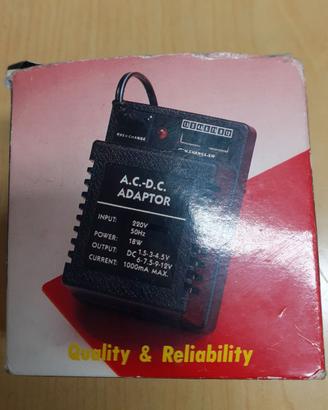 A.C.-D.C.
ADAPTOR
INPUT: 220V
50Hz
POWER: 18W
OUTPUT: DC 1.5-3-4.5V
6-7.5-9-12V
CURRENT: 1000mA MAX.
Quality & Reliability